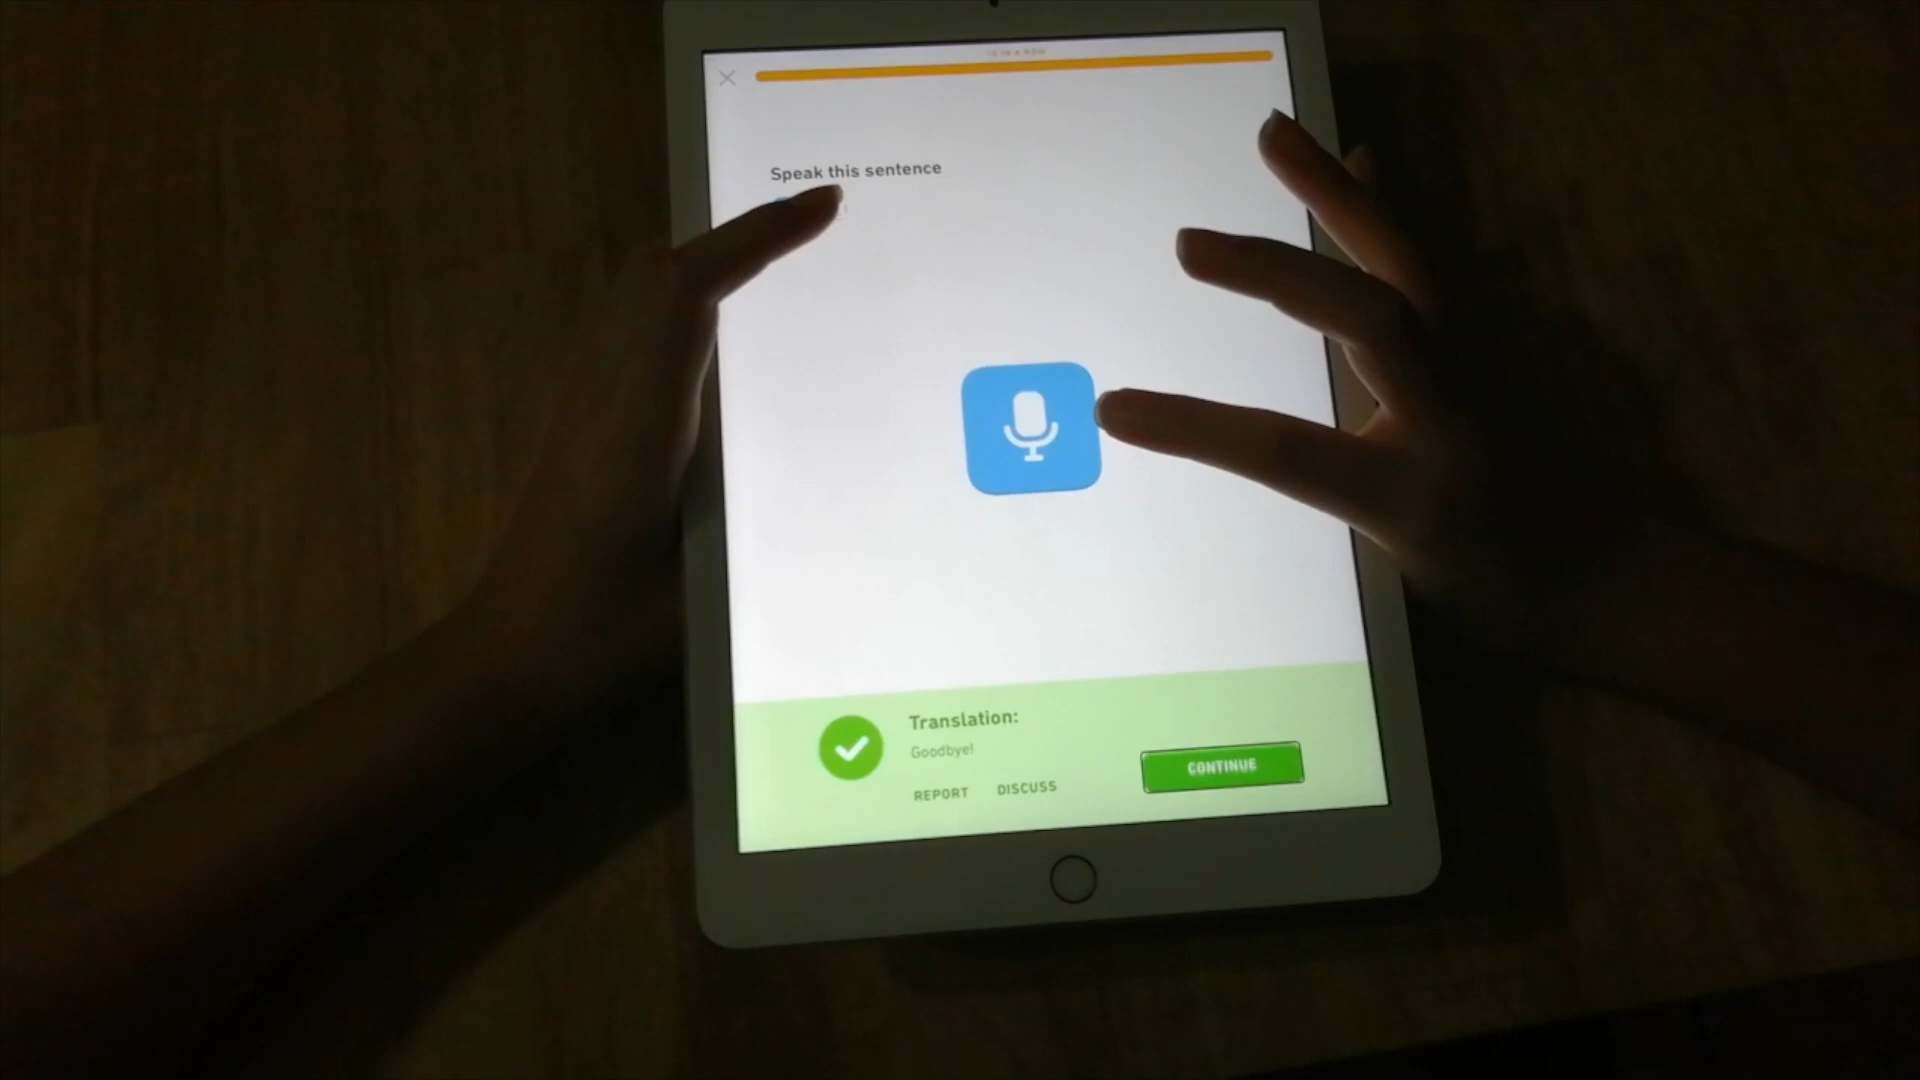 Speak this sentence
Translation:
Goodbye!
REPORT DISCUSS
CONTINUE